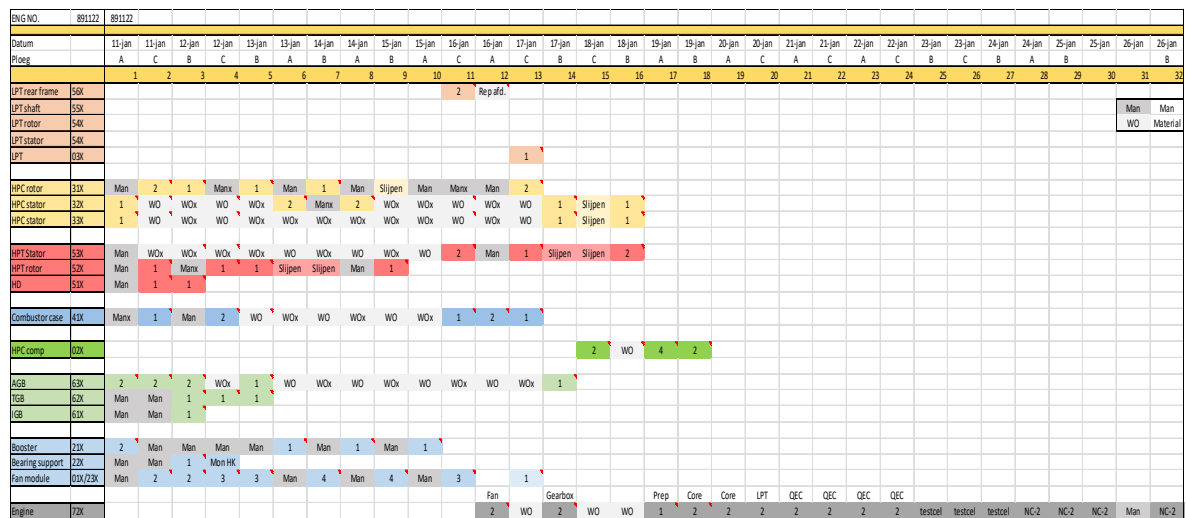 ENG NO. 891122 891122
Datum 11-jan 11-jan 12-jan 12-jan 13-jan 13-jan 14-jan 14-jan 15-jan 15-jan 16-jan 16-jan 17-jan 20-jan 18-jan 18-jan 19-jan 19-jan 20-jan 20-jan 21-jan 21-jan 22-jan 22-jan 23-jan 23-jan 24-jan 24-jan 25-jan 25-jan 26-jan 26-jan
Ploeg A C B C B A B A B A C A C B C B A B A C A C A C B C B A B B
1 2 3 4 5 6 7 8 9 10 11 12 13 14 15 16 17 18 19 20 21 22 23 24 25 26 27 28 29 30 31 32
LPT rear frame 56X 2 Rep afd.
LPT shaft 55X Man Man
LPT rotor 54X WO Material
LPT stator 54X
LPT 03X 1
HPC rotor 31X Man 2 1 Manx 1 Man 1 Man Slijpen Man Manx Man 2
HPC stator 32X 1 WO WOx WO WOx 2 Manx 2 WOx WOx WO WOx WO 1 Slijpen 1
HPC stator 33X 1 WO WOx WO WOx WOx WOx WOx WOx WOx WO WOx WO 1 Slijpen 1
HPT Stator 53X Man WOx WOx WOx WO WO WO WOx WOx WO 2 Man 1 Slijpen Slijpen 2
HPT rotor 52X Man 1 Manx 1 1 Slijpen Slijpen Man 1
HD 51X Man 1 1
Combustor case 41X Manx 1 Man 2 WO WOx WO WO WO WOx 1 2 1
HPC comp 02X 2 WO 4 2
AGB 63X 2 2 2 WOx 1 WO WOx WO WOx WO WOx WO WOx 1
TGB 62X Man Man 1 1 1
IGB 61X Man Man 1
Booster 21X 2 Man Man Man Man 1 Man 1 Man 1
Bearing support 22X Man Man 1 Mon HK
Fan module 01X/23X Man 2 2 3 3 Man 4 Man 4 Man 3 1
Fan Gearbox Prep Core Core LPT QEC QEC QEC QEC
Engine 72X 2 WO 2 WO WO 1 2 2 2 2 2 2 2 testcel testcel testcel NC-2 NC-2 NC-2 Man NC-2